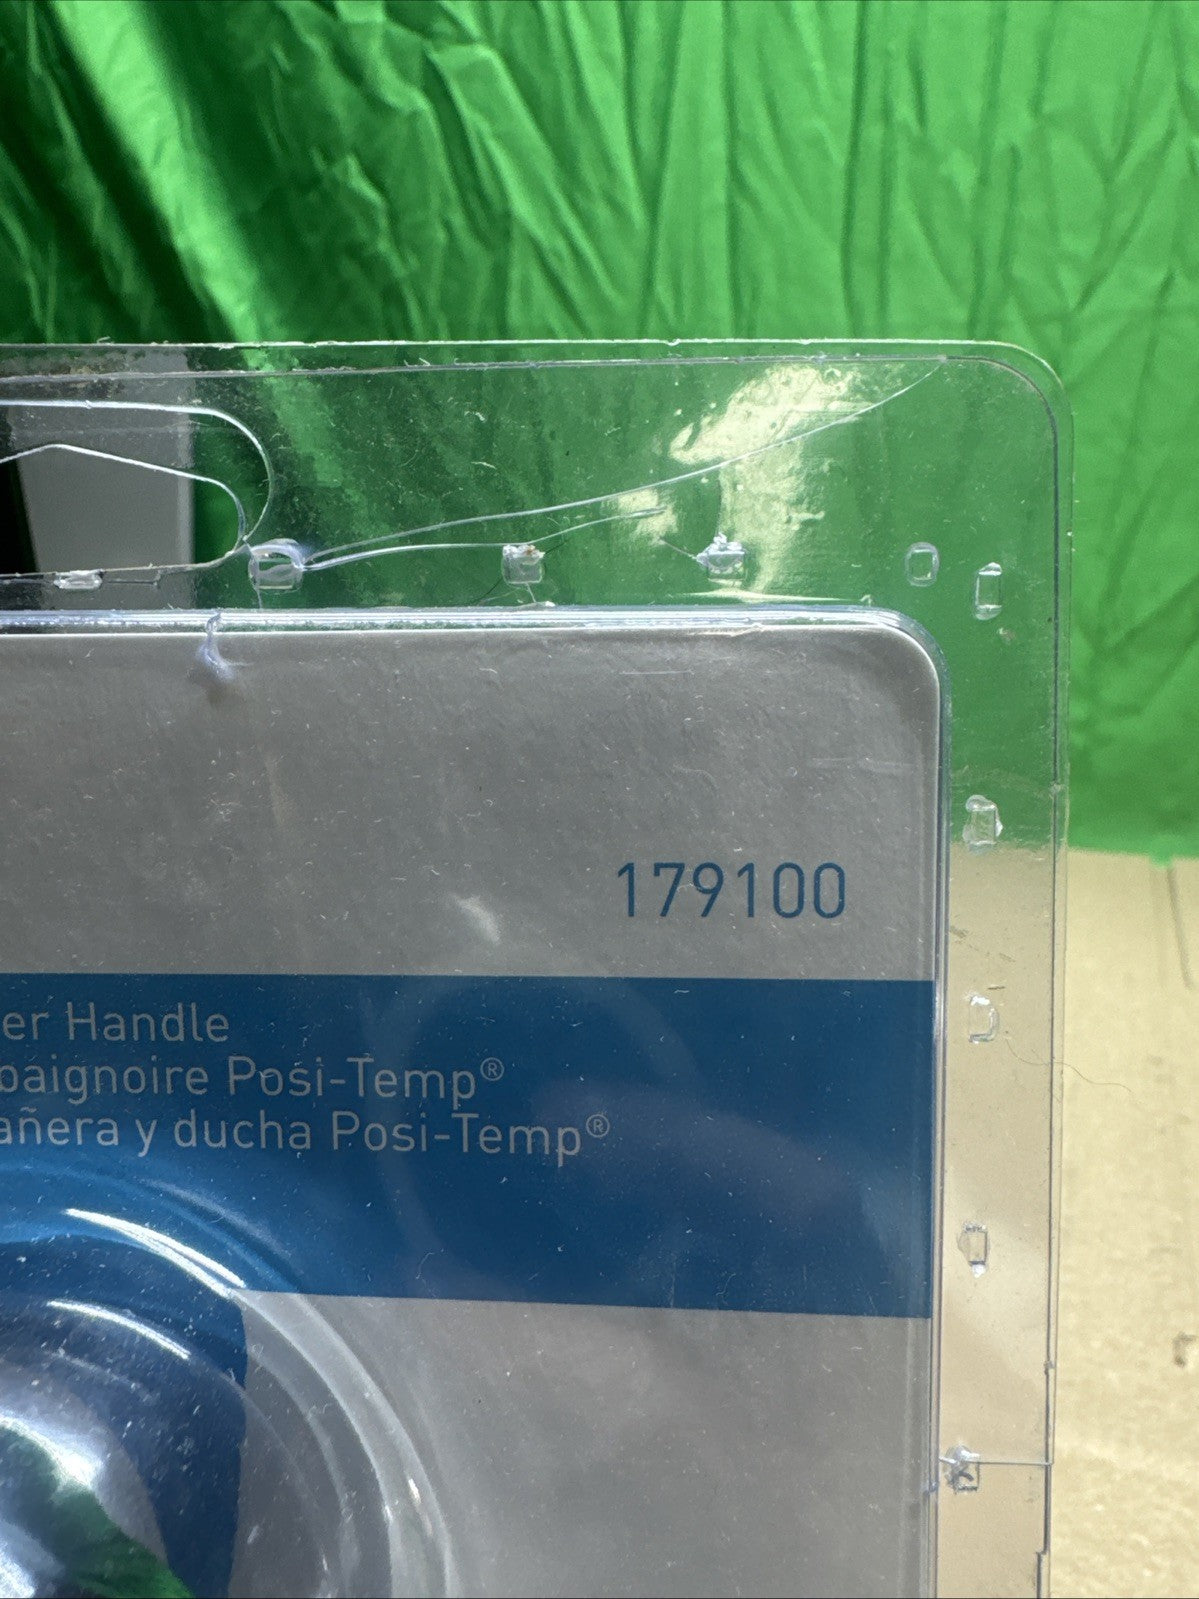 179100
er Handle
baignoire Posi-Temp®
añera y ducha Posi-Temp®